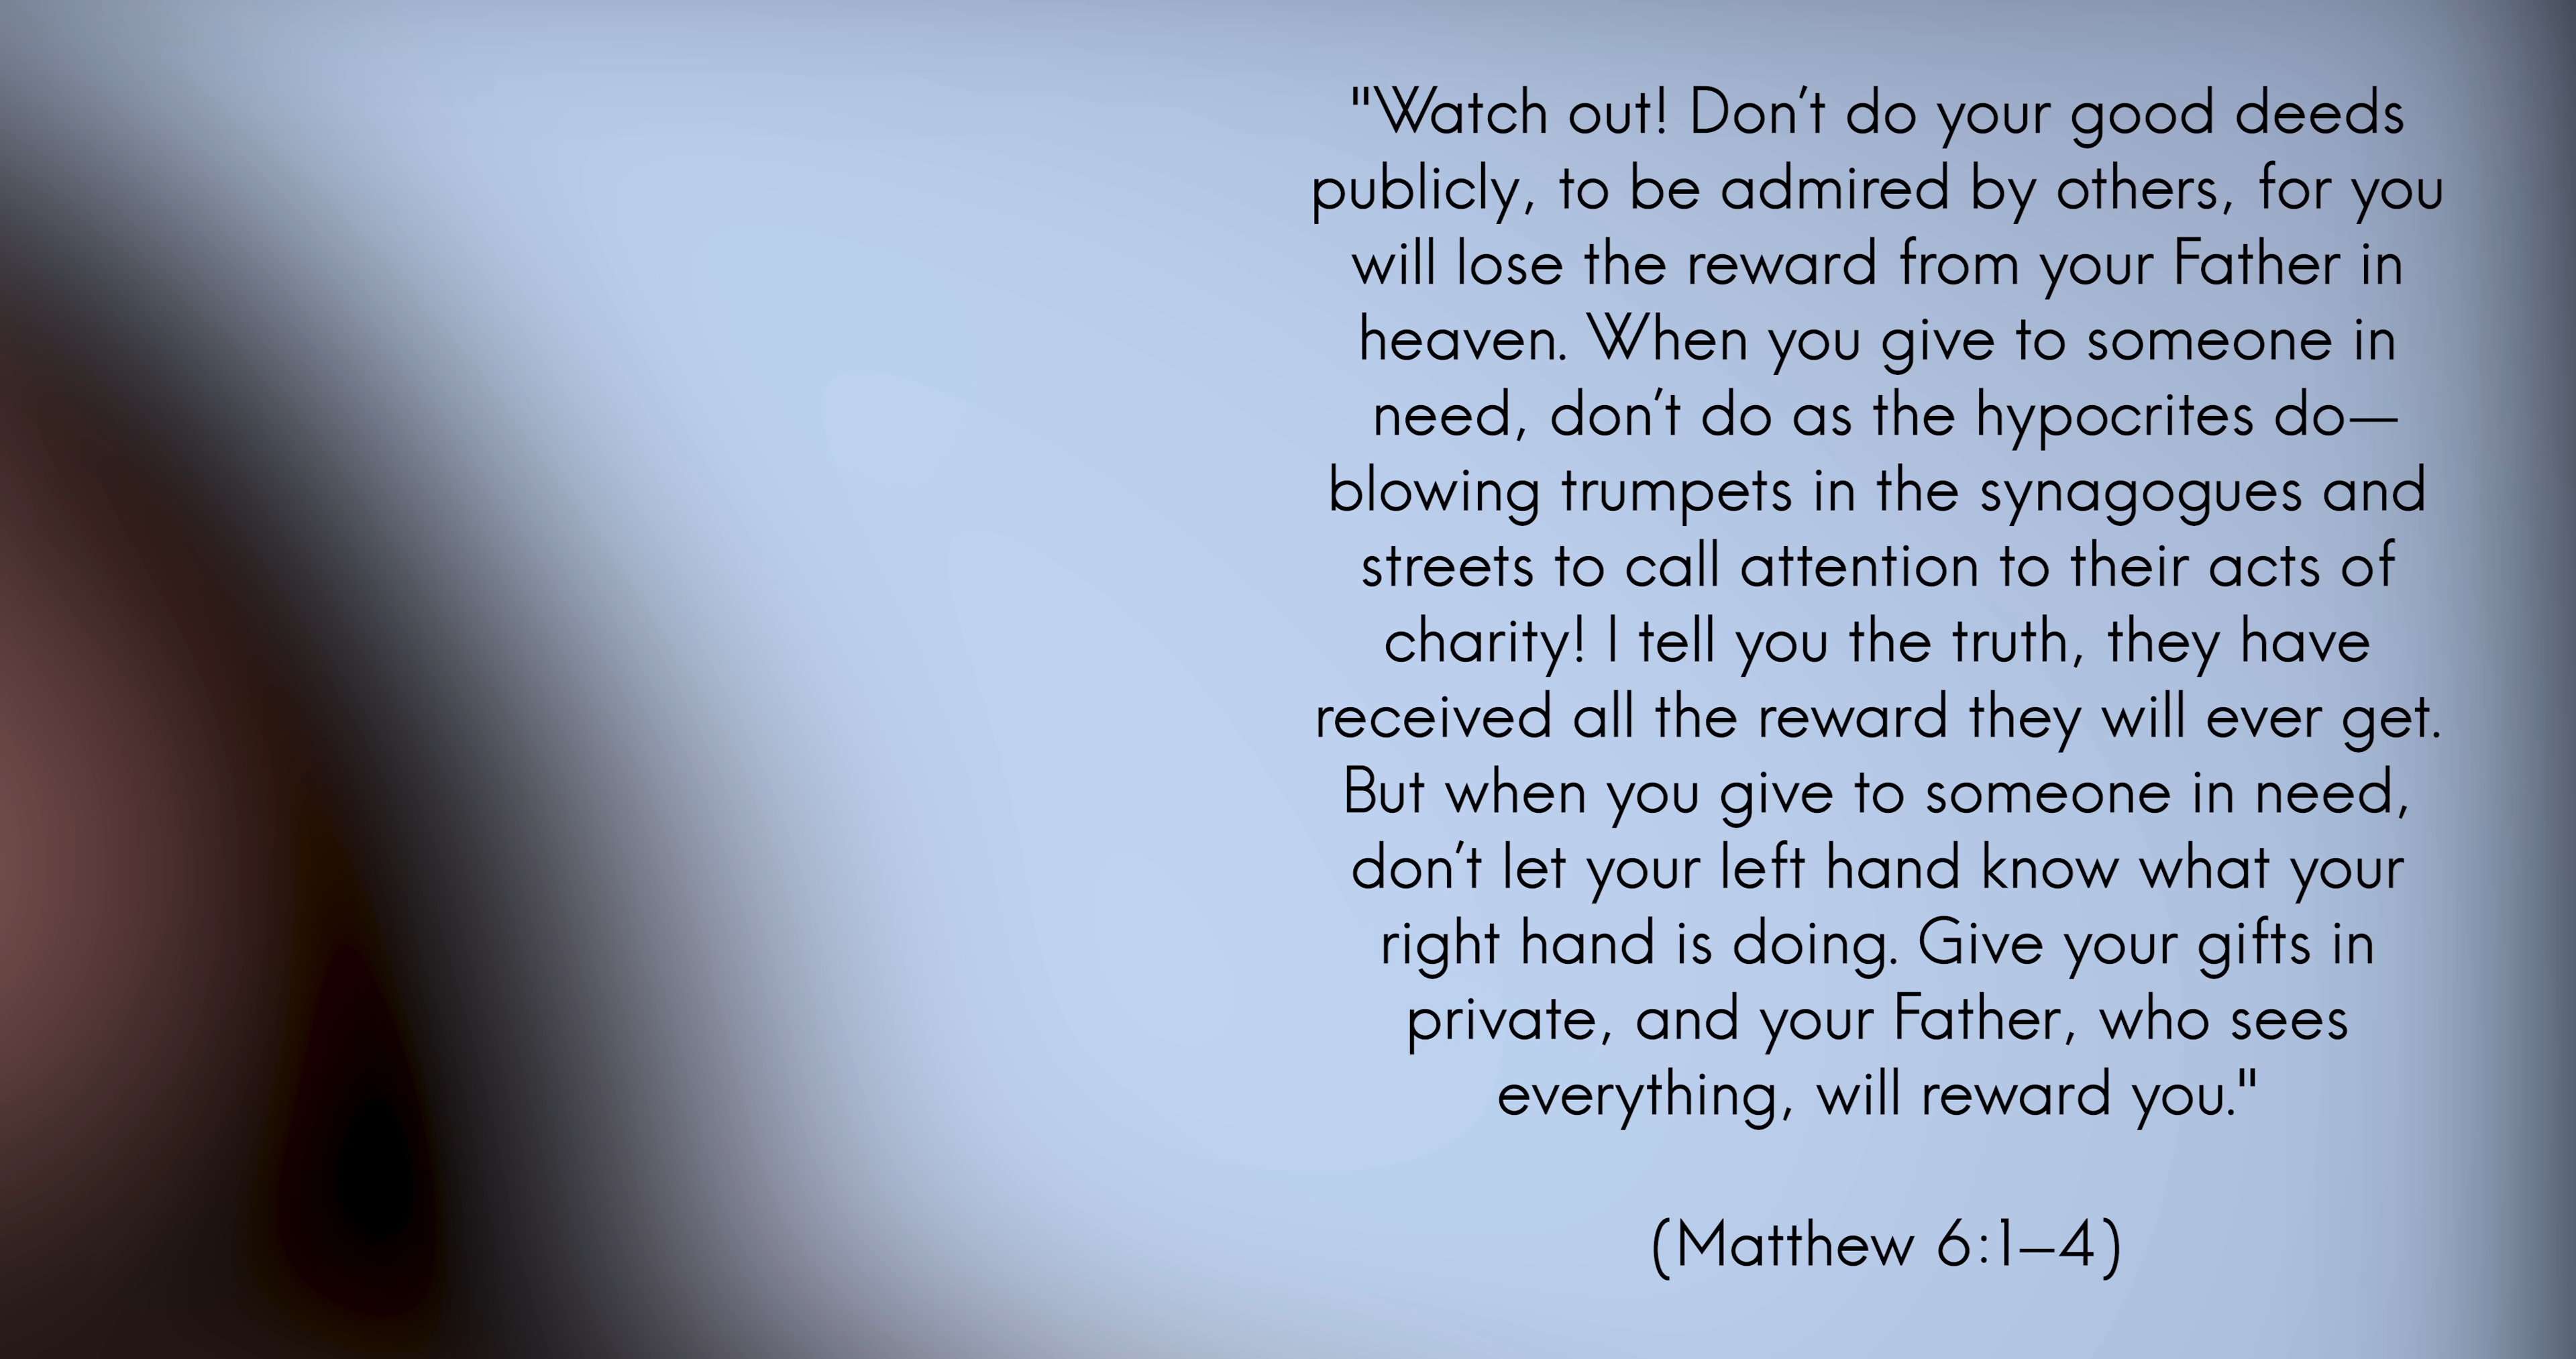 "Watch out! Don’t do your good deeds
publicly, to be admired by others, for you
will lose the reward from your Father in
heaven. When you give to someone in
need, don’t do as the hypocrites do—
blowing trumpets in the synagogues and
streets to call attention to their acts of
charity! I tell you the truth, they have
received all the reward they will ever get.
But when you give to someone in need,
don’t let your left hand know what your
right hand is doing. Give your gifts in
private, and your Father, who sees
everything, will reward you."
(Matthew 6:1–4)